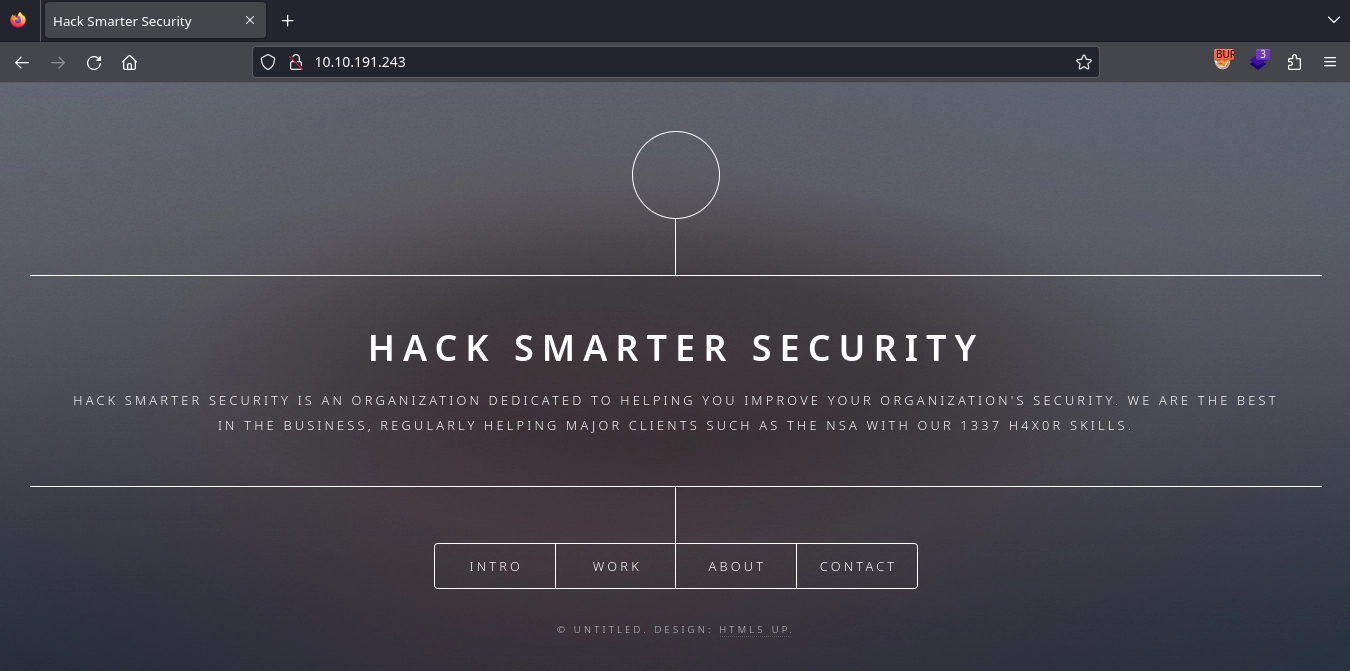 Hack Smarter Security
10.10.191.243
BUR
3
HACK SMARTER SECURITY
HACK SMARTER SECURITY IS AN ORGANIZATION DEDICATED TO HELPING YOU IMPROVE YOUR ORGANIZATION'S SECURITY. WE ARE THE BEST
IN THE BUSINESS, REGULARLY HELPING MAJOR CLIENTS SUCH AS THE NSA WITH OUR 1337 H4X0R SKILLS.
INTRO WORK ABOUT CONTACT
© UNTITLED. DESIGN: HTML5 UP.